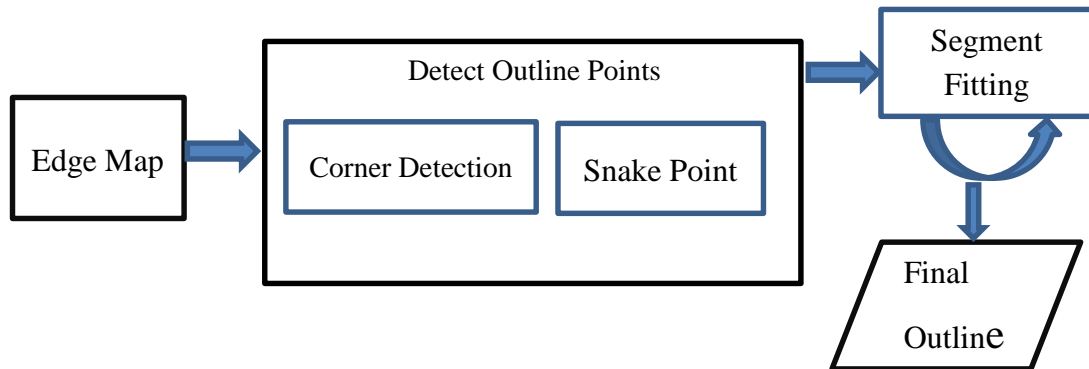 Edge Map
Detect Outline Points
Corner Detection
Snake Point
Segment
Fitting
Final
Outline